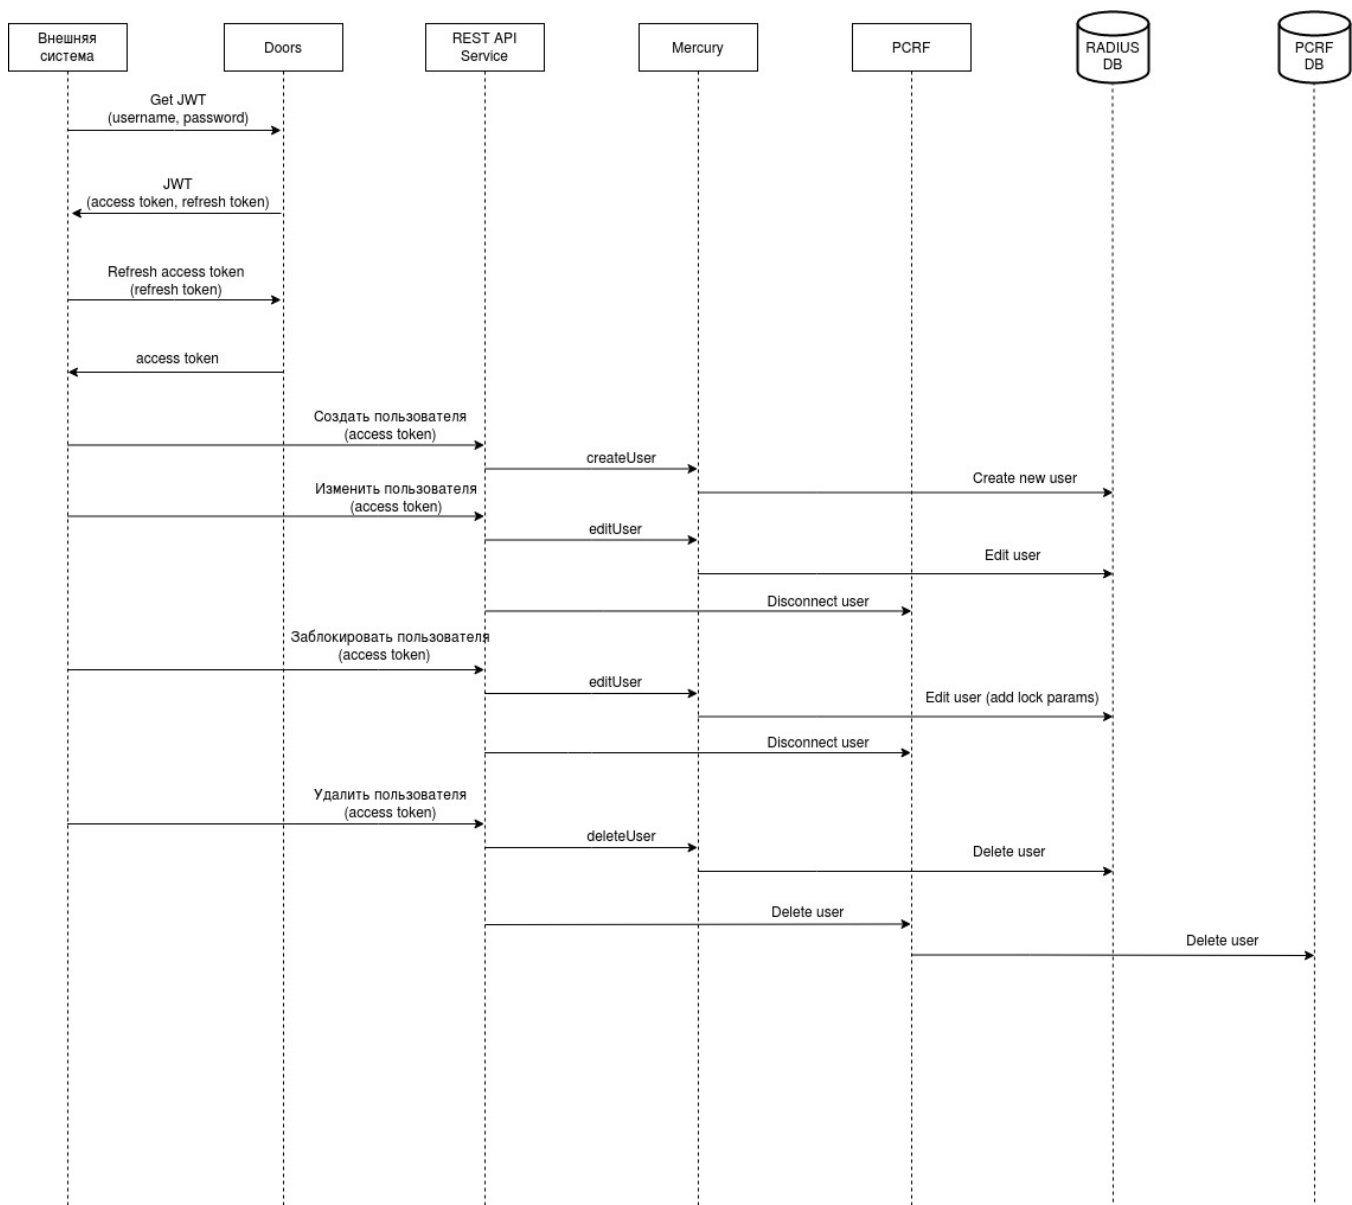 Внешняя
система
Doors
REST API
Service
Mercury
PCRF
RADIUS
DB
PCRF
DB
Get JWT
(username, password)
JWT
(access token, refresh token)
Refresh access token
(refresh token)
access token
Создать пользователя
(access token)
createUser
Create new user
Изменить пользователя
(access token)
editUser
Edit user
Disconnect user
Заблокировать пользователя
(access token)
editUser
Edit user (add lock params)
Disconnect user
Удалить пользователя
(access token)
deleteUser
Delete user
Delete user
Delete user